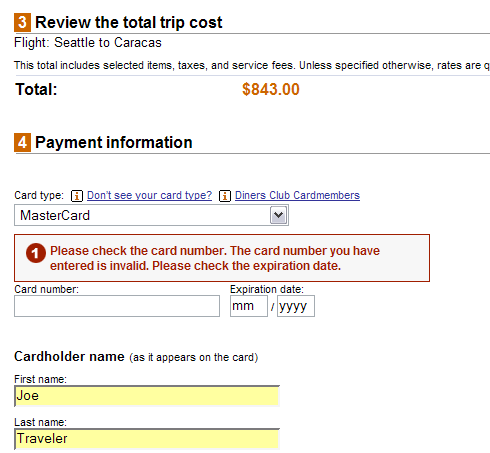 3 Review the total trip cost
Flight: Seattle to Caracas
This total includes selected items, taxes, and service fees. Unless specified otherwise, rates are q
Total: $843.00
4 Payment information
Card type: i Don't see your card type? i Diners Club Cardmembers
MasterCard
1 Please check the card number. The card number you have
entered is invalid. Please check the expiration date.
Card number: Expiration date:
mm / yyyy
Cardholder name (as it appears on the card)
First name:
Joe
Last name:
Traveler